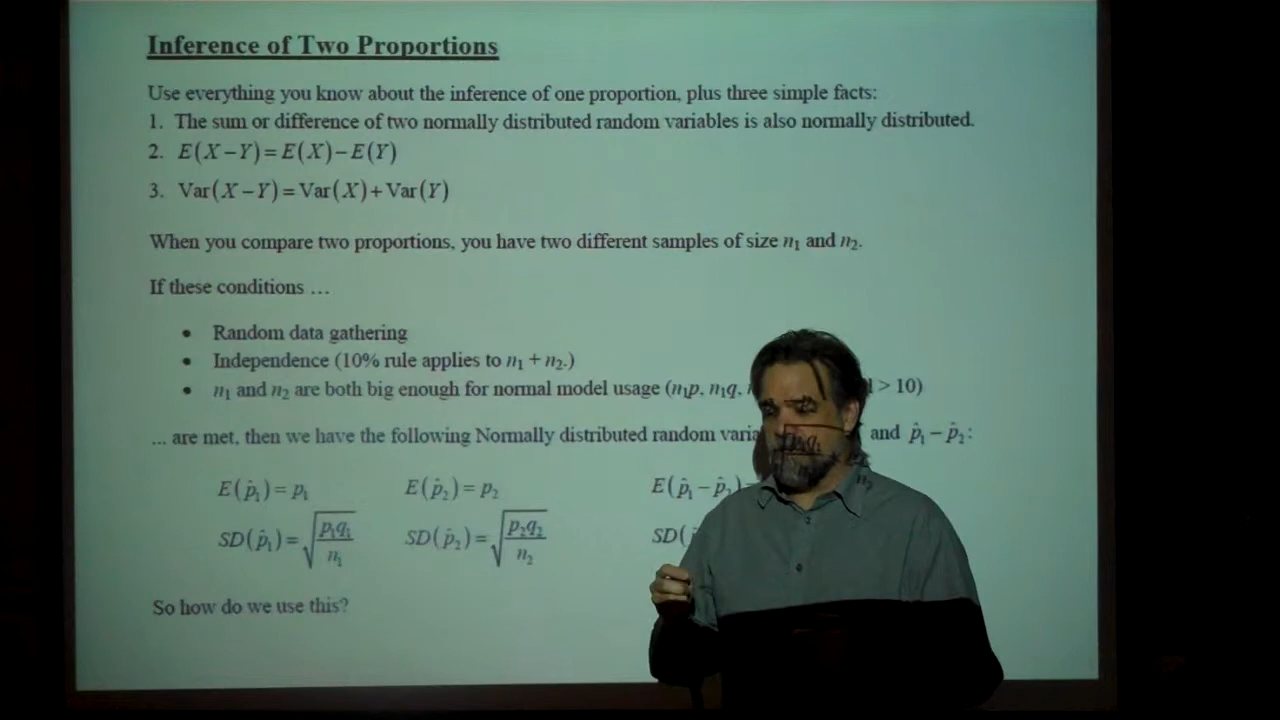 Inference of Two Proportions
Use everything you know about the inference of one proportion, plus three simple facts:
1. The sum or difference of two normally distributed random variables is also normally distributed.
2. E(X−Y)=E(X)−E(Y)
3. Var(X−Y)=Var(X)+Var(Y)
When you compare two proportions, you have two different samples of size n₁ and n₂.
If these conditions …
• Random data gathering
• Independence (10% rule applies to n₁ + n₂.)
• n₁ and n₂ are both big enough for normal model usage (n₁p, n₁q, > 10)
... are met, then we have the following Normally distributed random and p̂₁ − p̂₂:
E(p̂₁)=p₁ E(p̂₂)=p₂ E(p̂₁−p̂₂)=
SD(p̂₁)=√(p₁q₁/n₁) SD(p̂₂)=√(p₂q₂/n₂) SD(
So how do we use this?